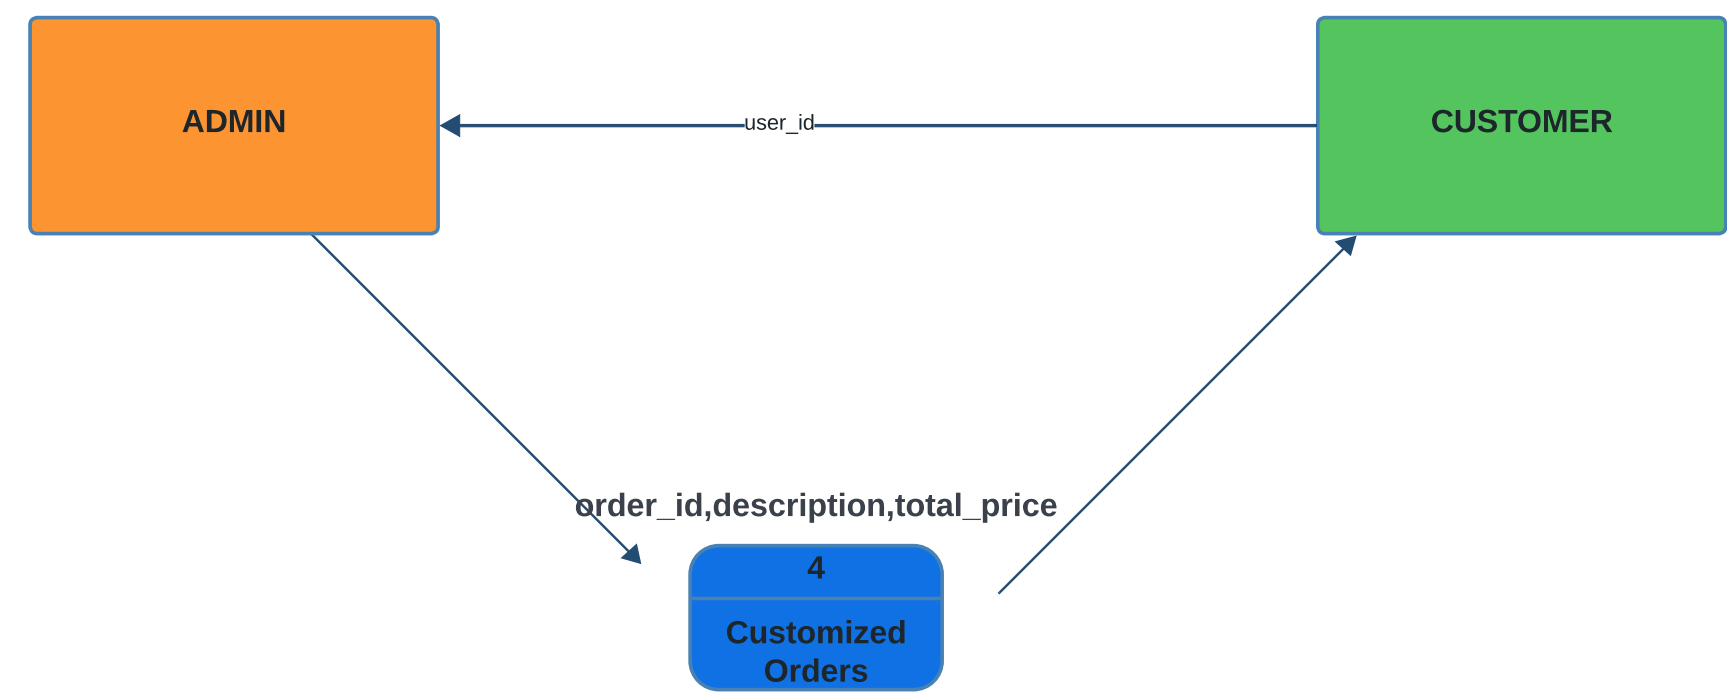 ADMIN
user_id
CUSTOMER
order_id,description,total_price
4
Customized
Orders